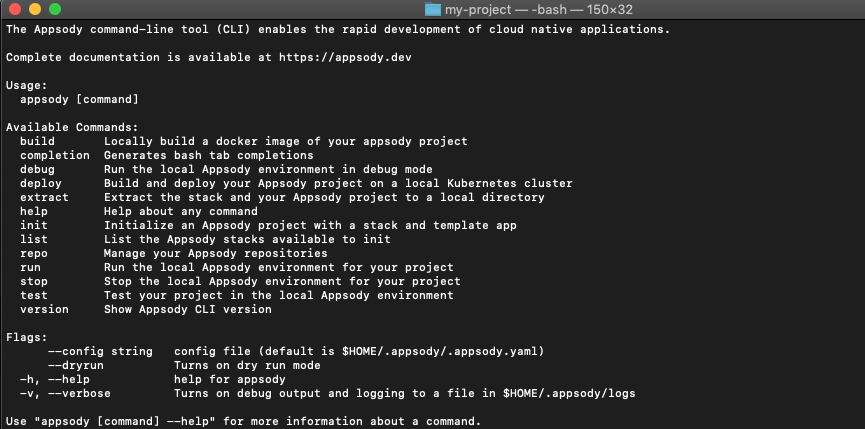 my-project — -bash — 150×32
The Appsody command-line tool (CLI) enables the rapid development of cloud native applications.
Complete documentation is available at https://appsody.dev
Usage:
  appsody [command]
Available Commands:
  build       Locally build a docker image of your appsody project
  completion  Generates bash tab completions
  debug       Run the local Appsody environment in debug mode
  deploy      Build and deploy your Appsody project on a local Kubernetes cluster
  extract     Extract the stack and your Appsody project to a local directory
  help        Help about any command
  init        Initialize an Appsody project with a stack and template app
  list        List the Appsody stacks available to init
  repo        Manage your Appsody repositories
  run         Run the local Appsody environment for your project
  stop        Stop the local Appsody environment for your project
  test        Test your project in the local Appsody environment
  version     Show Appsody CLI version
Flags:
      --config string   config file (default is $HOME/.appsody/.appsody.yaml)
      --dryrun          Turns on dry run mode
  -h, --help            help for appsody
  -v, --verbose         Turns on debug output and logging to a file in $HOME/.appsody/logs
Use "appsody [command] --help" for more information about a command.